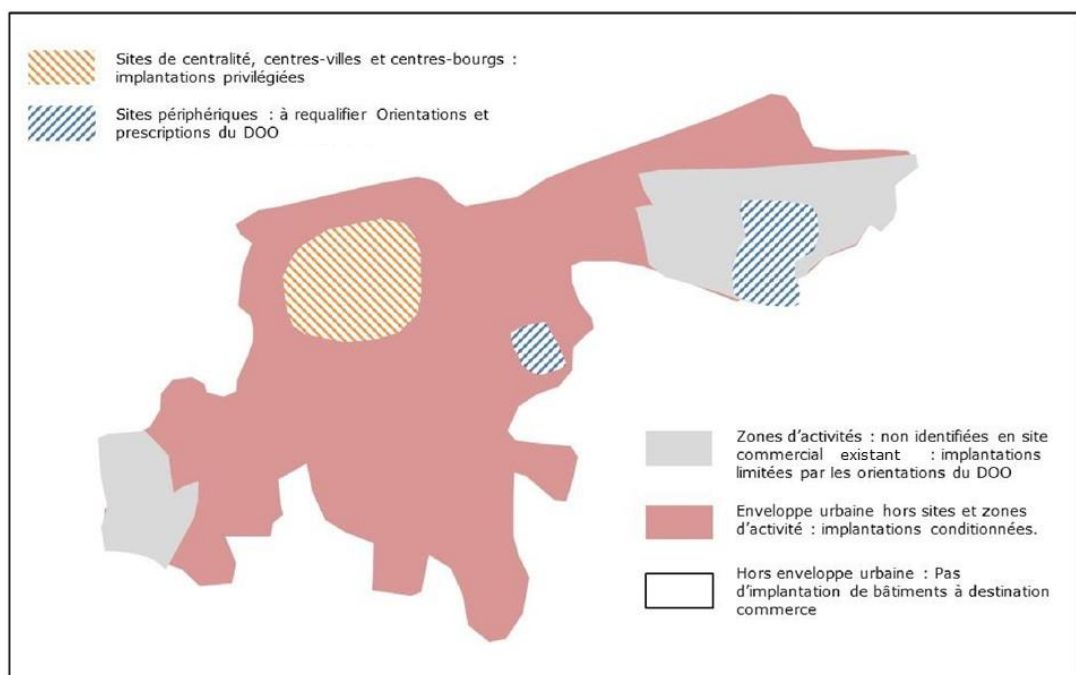 Sites de centralité, centres-villes et centres-bourgs :
implantations privilégiées
Sites périphériques : à requalifier Orientations et
prescriptions du DOO
Zones d'activités : non identifiées en site
commercial existant : implantations
limitées par les orientations du DOO
Enveloppe urbaine hors sites et zones
d'activité : implantations conditionnées.
Hors enveloppe urbaine : Pas
d'implantation de bâtiments à destination
commerce